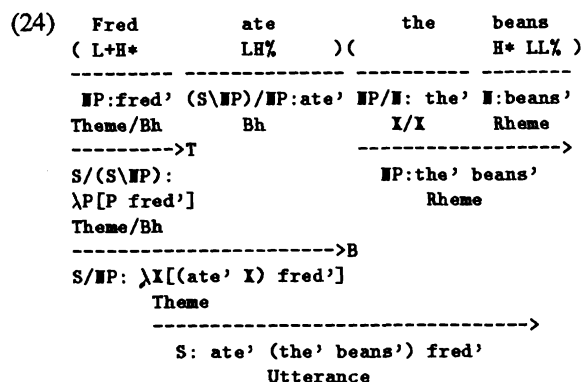 (24) Fred ate the beans
( L+H* LH% )( H* LL% )
--------- --------------- ---------- ---------
NP:fred' (S\NP)/NP:ate' NP/N: the' N:beans'
Theme/Bh Bh X/X Rheme
---------->T ------------------->
S/(S\NP): NP:the' beans'
λP[P fred'] Rheme
Theme/Bh
------------------------->B
S/NP: λX[(ate' X) fred']
Theme
------------------------------------>
S: ate' (the' beans') fred'
Utterance